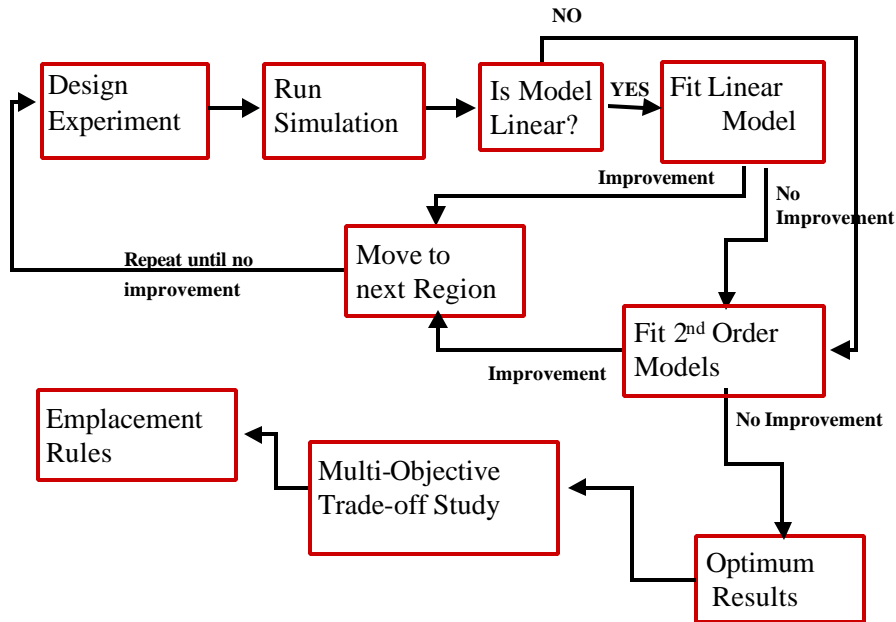 NO
Design
Experiment
Run
Simulation
Is Model
Linear?
YES
Fit Linear
Model
Improvement
No
Improvement
Move to
next Region
Repeat until no
improvement
Fit 2nd Order
Models
Improvement
No Improvement
Emplacement
Rules
Multi-Objective
Trade-off Study
Optimum
Results